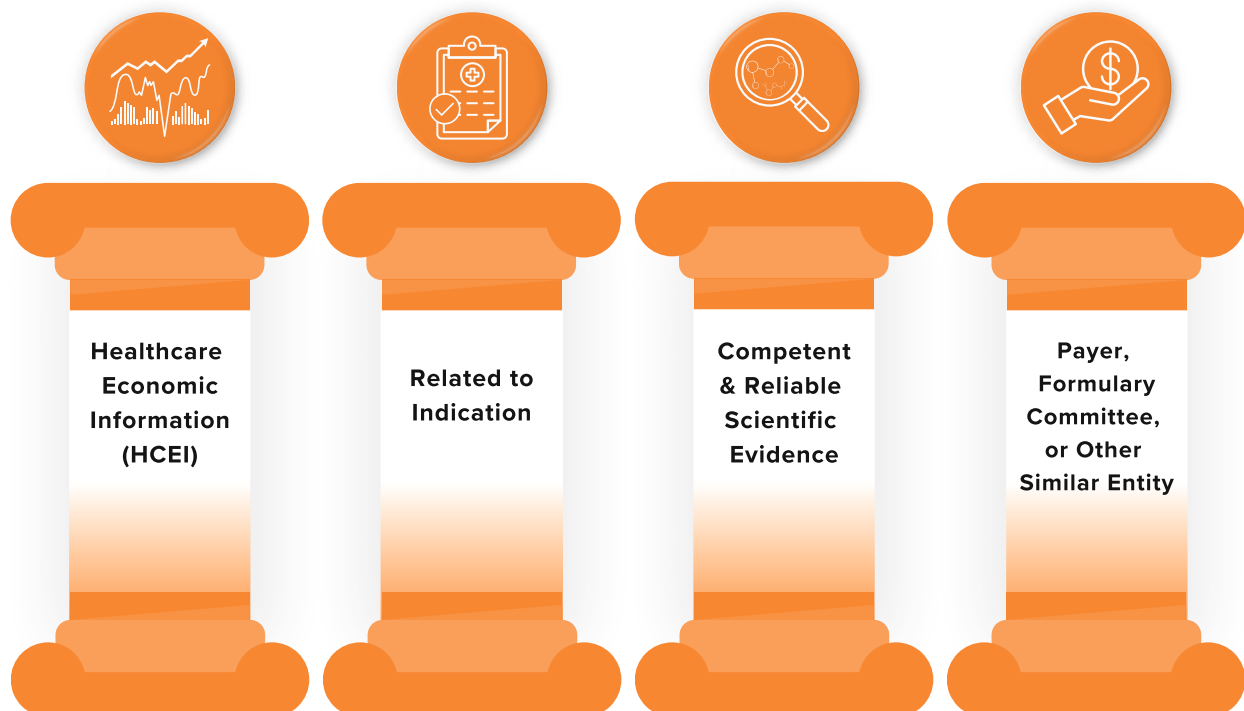 Healthcare
Economic
Information
(HCEI)
Related to
Indication
Competent
& Reliable
Scientific
Evidence
Payer,
Formulary
Committee,
or Other
Similar Entity
$